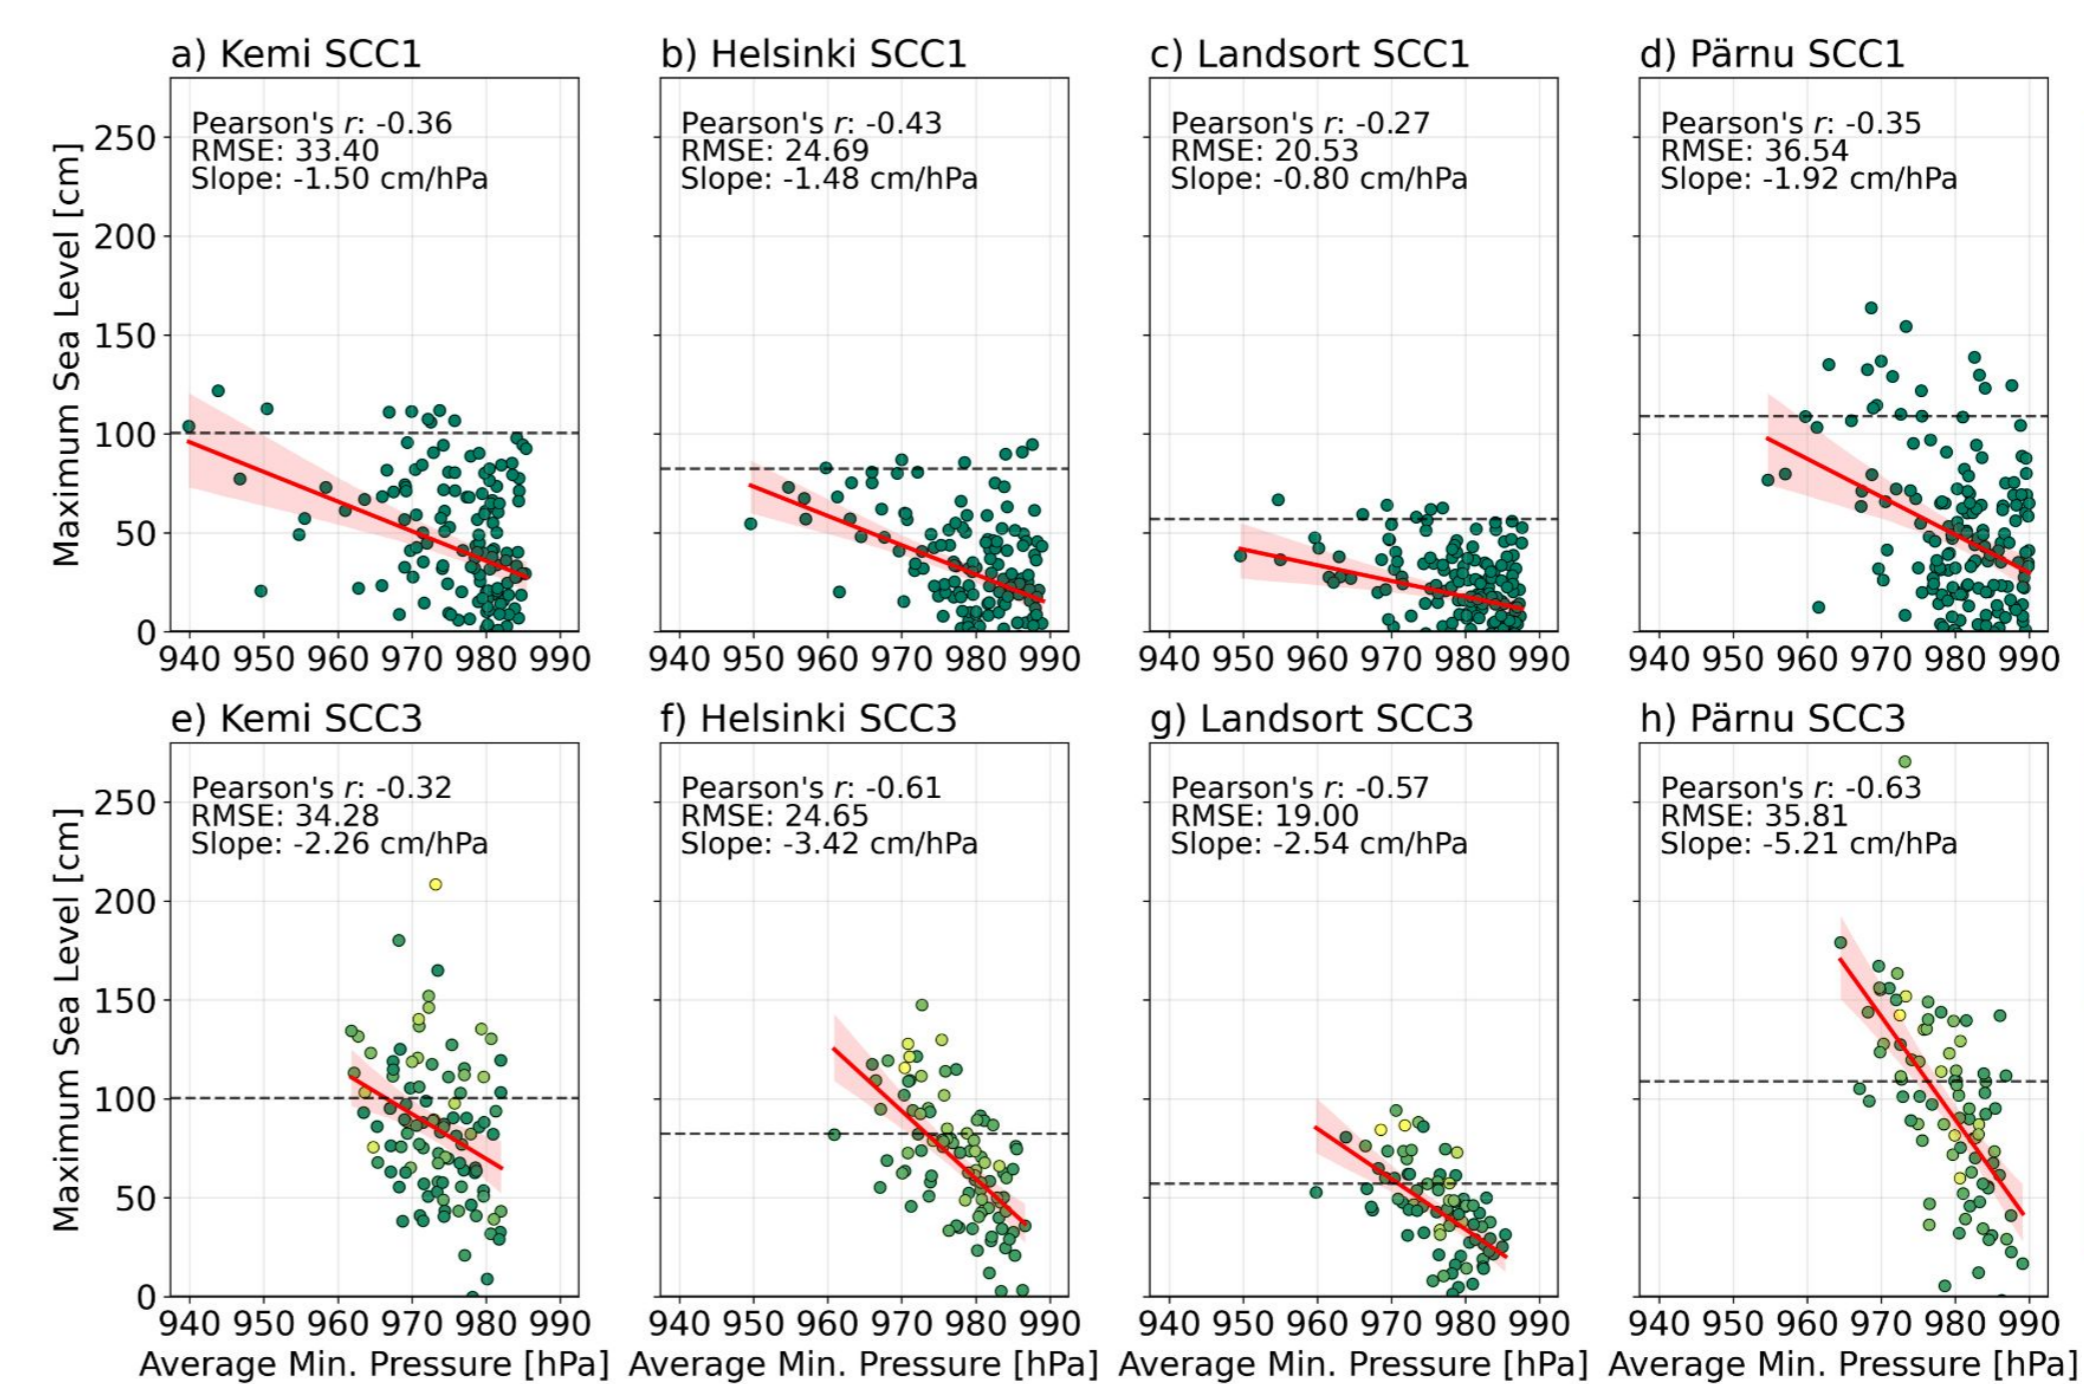 a) Kemi SCC1
b) Helsinki SCC1
c) Landsort SCC1
d) Pärnu SCC1
Maximum Sea Level [cm]
250
200
150
100
50
0
Pearson's r: -0.36
RMSE: 33.40
Slope: -1.50 cm/hPa
Pearson's r: -0.43
RMSE: 24.69
Slope: -1.48 cm/hPa
Pearson's r: -0.27
RMSE: 20.53
Slope: -0.80 cm/hPa
Pearson's r: -0.35
RMSE: 36.54
Slope: -1.92 cm/hPa
940 950 960 970 980 990
940 950 960 970 980 990
940 950 960 970 980 990
940 950 960 970 980 990
e) Kemi SCC3
f) Helsinki SCC3
g) Landsort SCC3
h) Pärnu SCC3
Maximum Sea Level [cm]
250
200
150
100
50
0
Pearson's r: -0.32
RMSE: 34.28
Slope: -2.26 cm/hPa
Pearson's r: -0.61
RMSE: 24.65
Slope: -3.42 cm/hPa
Pearson's r: -0.57
RMSE: 19.00
Slope: -2.54 cm/hPa
Pearson's r: -0.63
RMSE: 35.81
Slope: -5.21 cm/hPa
940 950 960 970 980 990
940 950 960 970 980 990
940 950 960 970 980 990
940 950 960 970 980 990
Average Min. Pressure [hPa]
Average Min. Pressure [hPa]
Average Min. Pressure [hPa]
Average Min. Pressure [hPa]